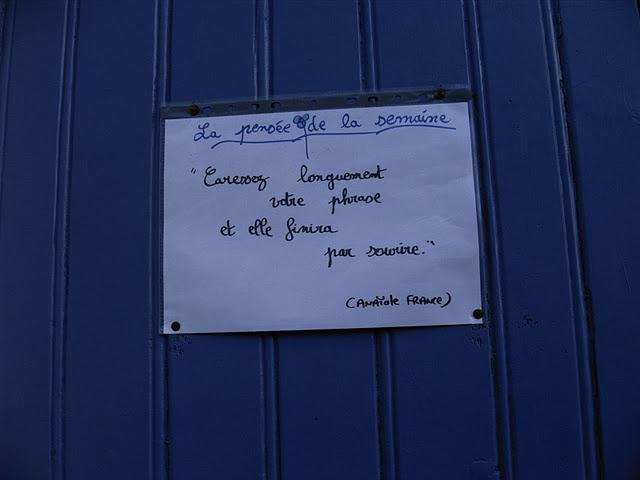 La pensée de la semaine
"Caressez longuement
votre phrase
et elle finira
par sourire."
(ANATOLE FRANCE)